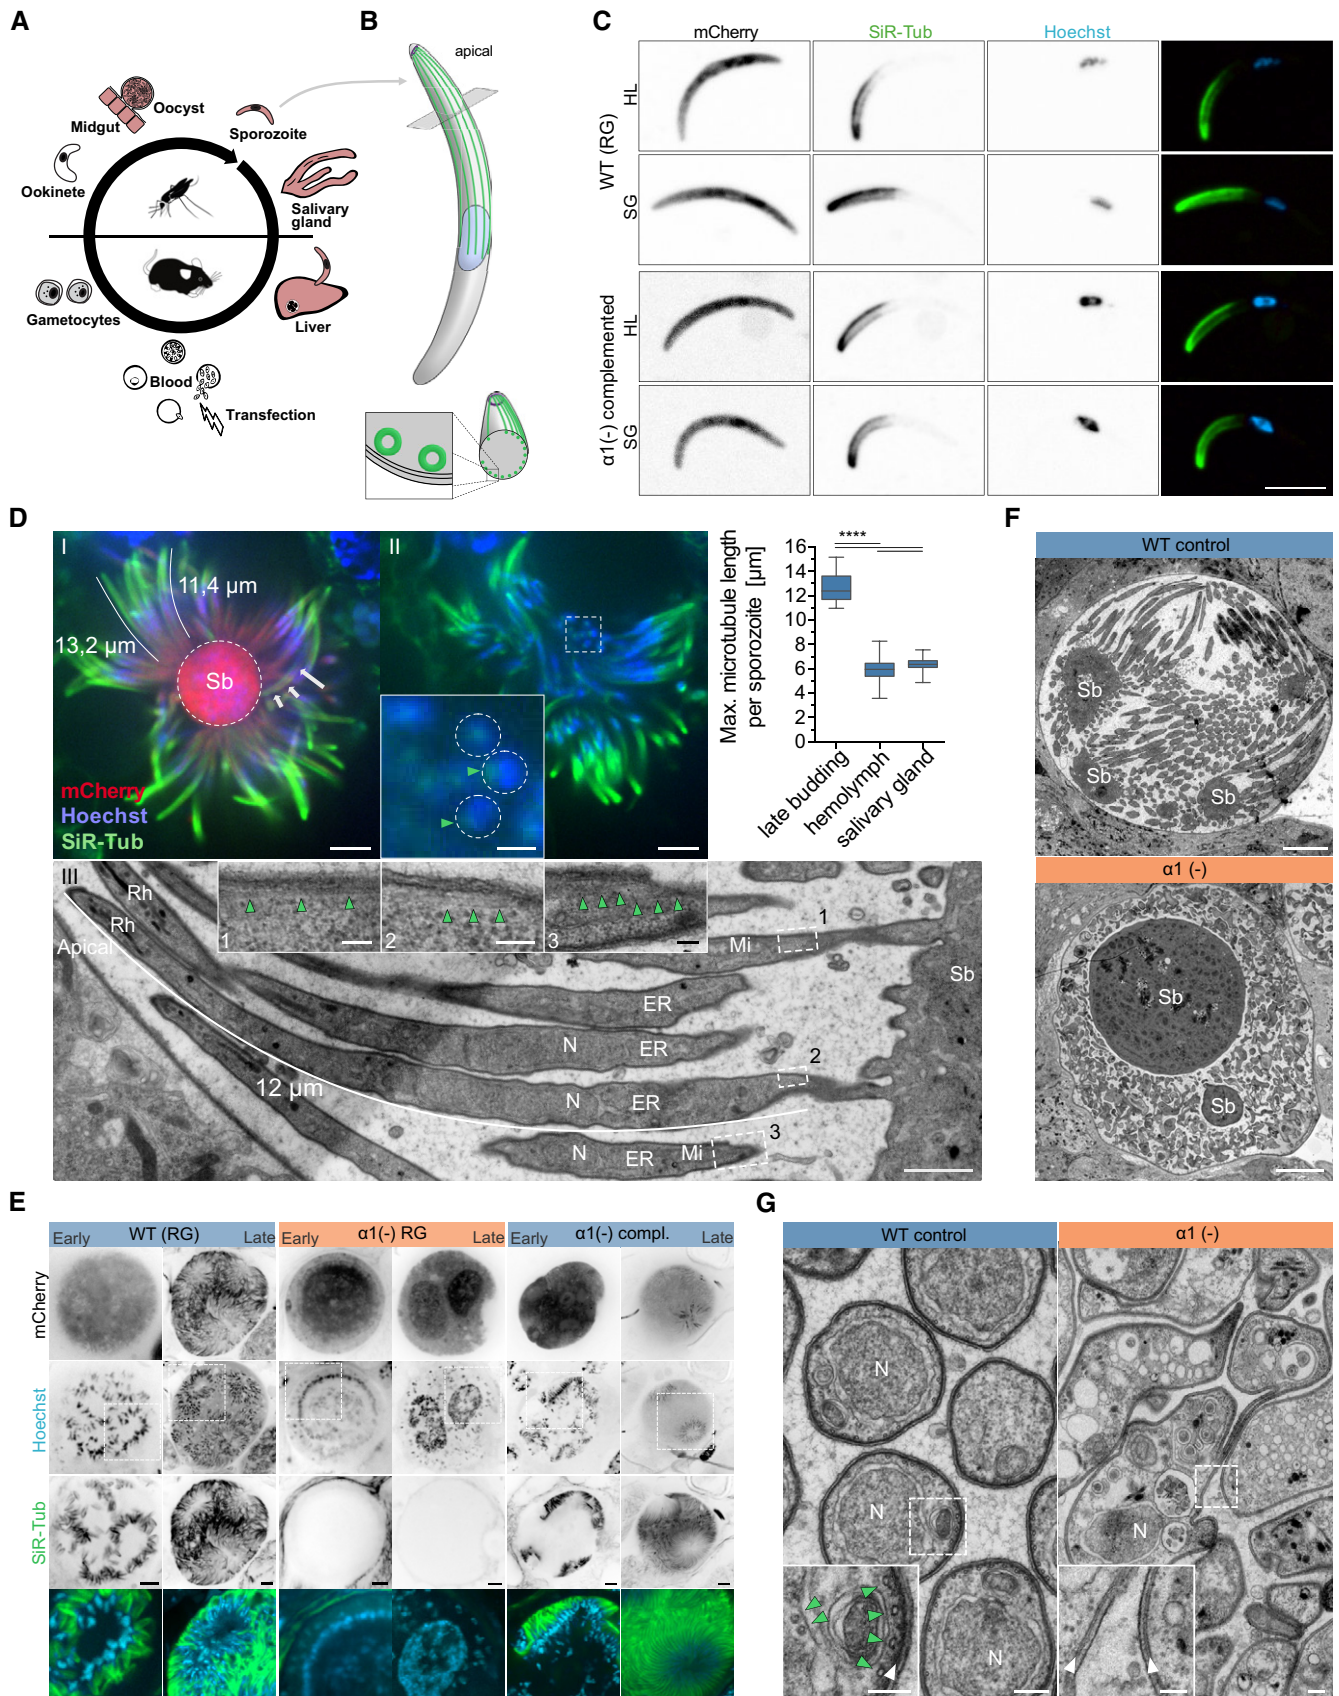 A
Oocyst
Midgut
Sporozoite
Ookinete
Salivary
gland
Gametocytes
Liver
Blood
Transfection
B
apical
C
mCherry
SiR-Tub
Hoechst
WT (RG)
HL
SG
α1(-) complemented
HL
SG
D
I
11,4 µm
13,2 µm
Sb
mCherry
Hoechst
SiR-Tub
II
Max. microtubule length
per sporozoite [µm]
16
14
12
10
8
6
4
2
0
****
late budding
hemolymph
salivary gland
III
Rh
Rh
Apical
1
2
3
12 µm
Mi
1
Sb
ER
N
ER
2
N
ER
3
N
ER
Mi
E
Early
WT (RG)
Late
Early
α1(-) RG
Late
Early
α1(-) compl.
Late
mCherry
Hoechst
SiR-Tub
F
WT control
Sb
Sb
Sb
α1 (-)
Sb
Sb
G
WT control
N
N
N
α1 (-)
N